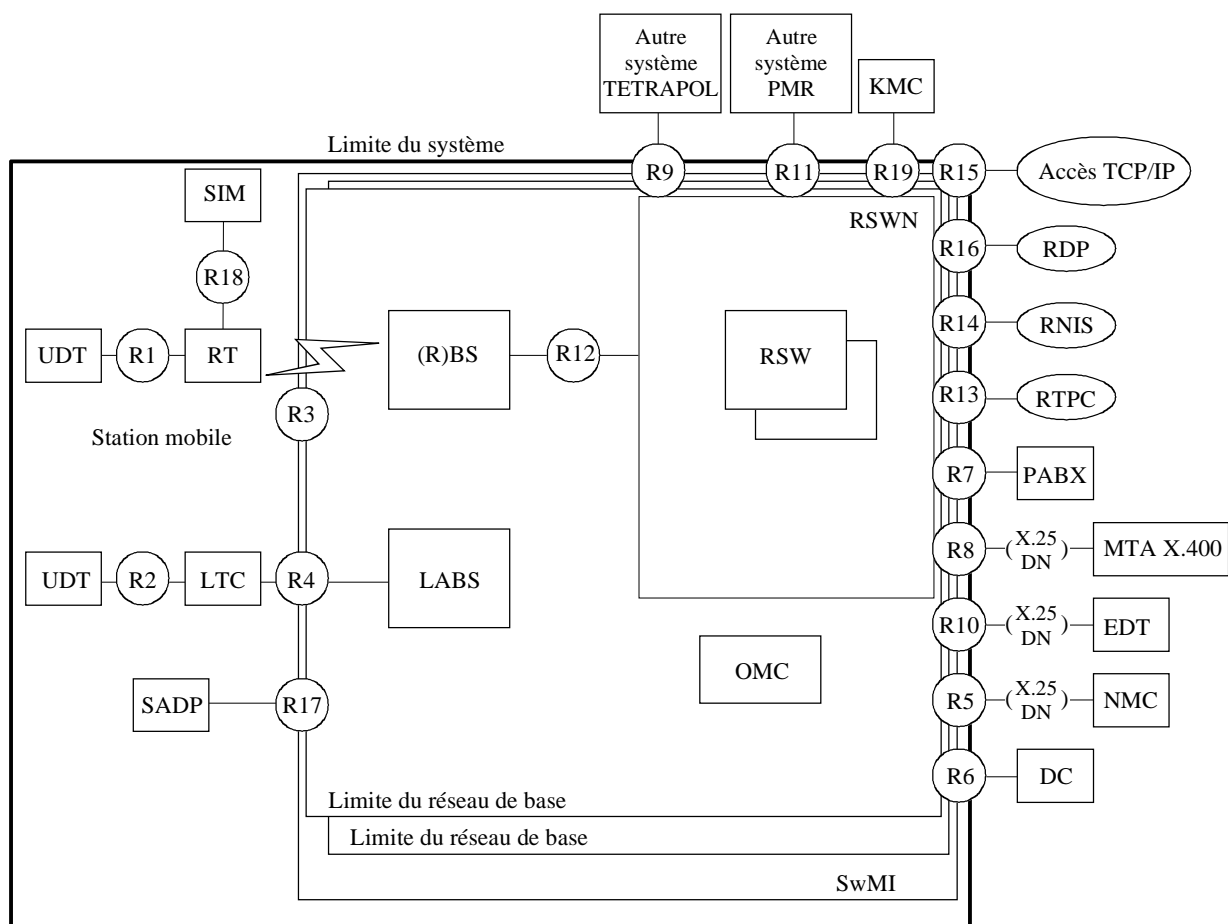 Autre
système
TETRAPOL
Autre
système
PMR
KMC
Limite du système
R9
R11
R19
R15
Accès TCP/IP
SIM
RSWN
R18
R16
RDP
UDT
R1
RT
(R)BS
R12
RSW
R14
RNIS
R3
R13
RTPC
Station mobile
R7
PABX
UDT
R2
LTC
R4
LABS
R8
(X.25
DN)
MTA X.400
R10
(X.25
DN)
EDT
OMC
SADP
R17
R5
(X.25
DN)
NMC
R6
DC
Limite du réseau de base
Limite du réseau de base
SwMI